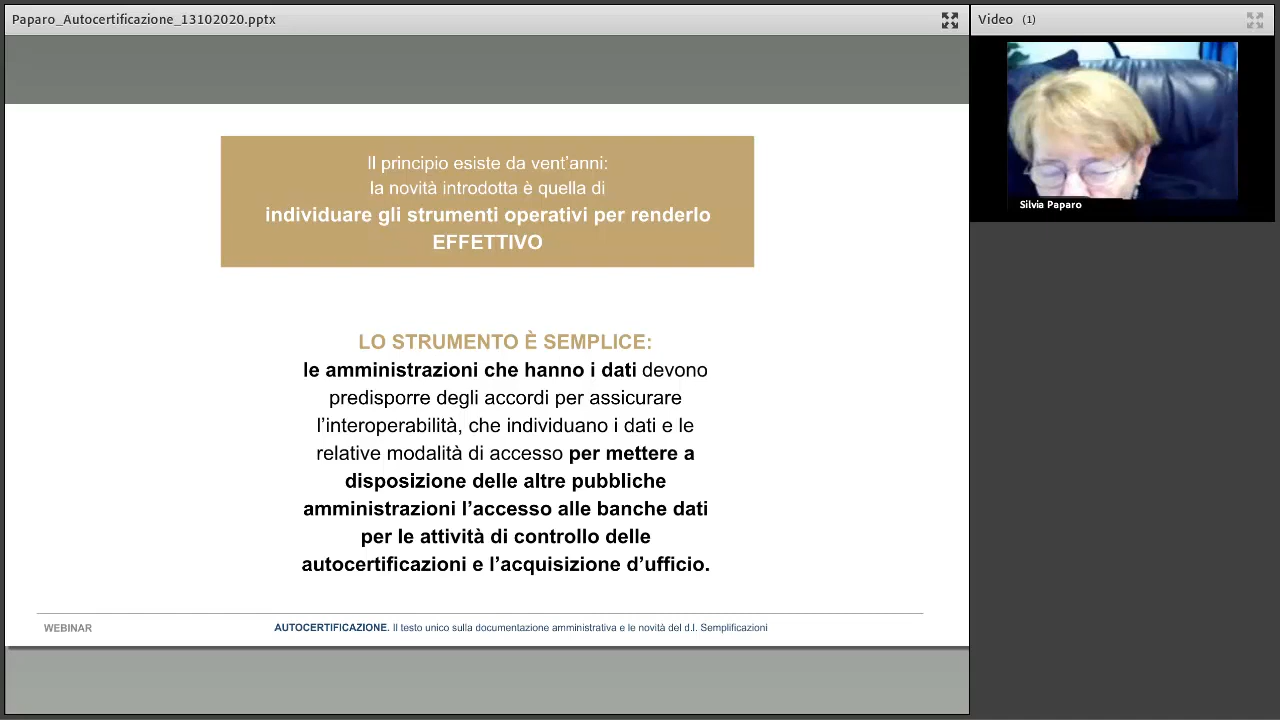 Paparo_Autocertificazione_13102020.pptx
Video (1)
Silvia Paparo
Il principio esiste da vent’anni:
la novità introdotta è quella di
individuare gli strumenti operativi per renderlo
EFFETTIVO
LO STRUMENTO È SEMPLICE:
le amministrazioni che hanno i dati devono
predisporre degli accordi per assicurare
l’interoperabilità, che individuano i dati e le
relative modalità di accesso per mettere a
disposizione delle altre pubbliche
amministrazioni l’accesso alle banche dati
per le attività di controllo delle
autocertificazioni e l’acquisizione d’ufficio.
WEBINAR
AUTOCERTIFICAZIONE. Il testo unico sulla documentazione amministrativa e le novità del d.l. Semplificazioni